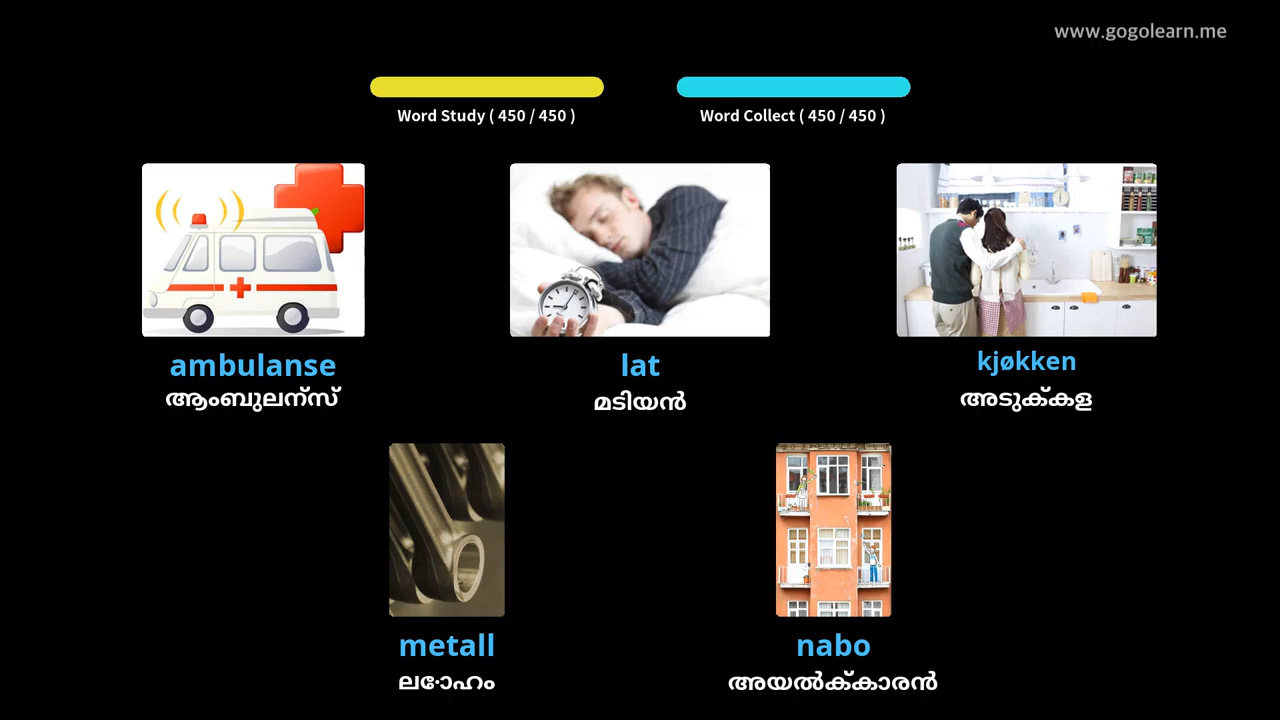 www.gogolearn.me
Word Study ( 450 / 450 )
Word Collect ( 450 / 450 )
ambulanse
ആംബുലന്സ്
lat
മടിയൻ
kjøkken
അടുക്കള
metall
ലോഹം
nabo
അയൽക്കാരൻ